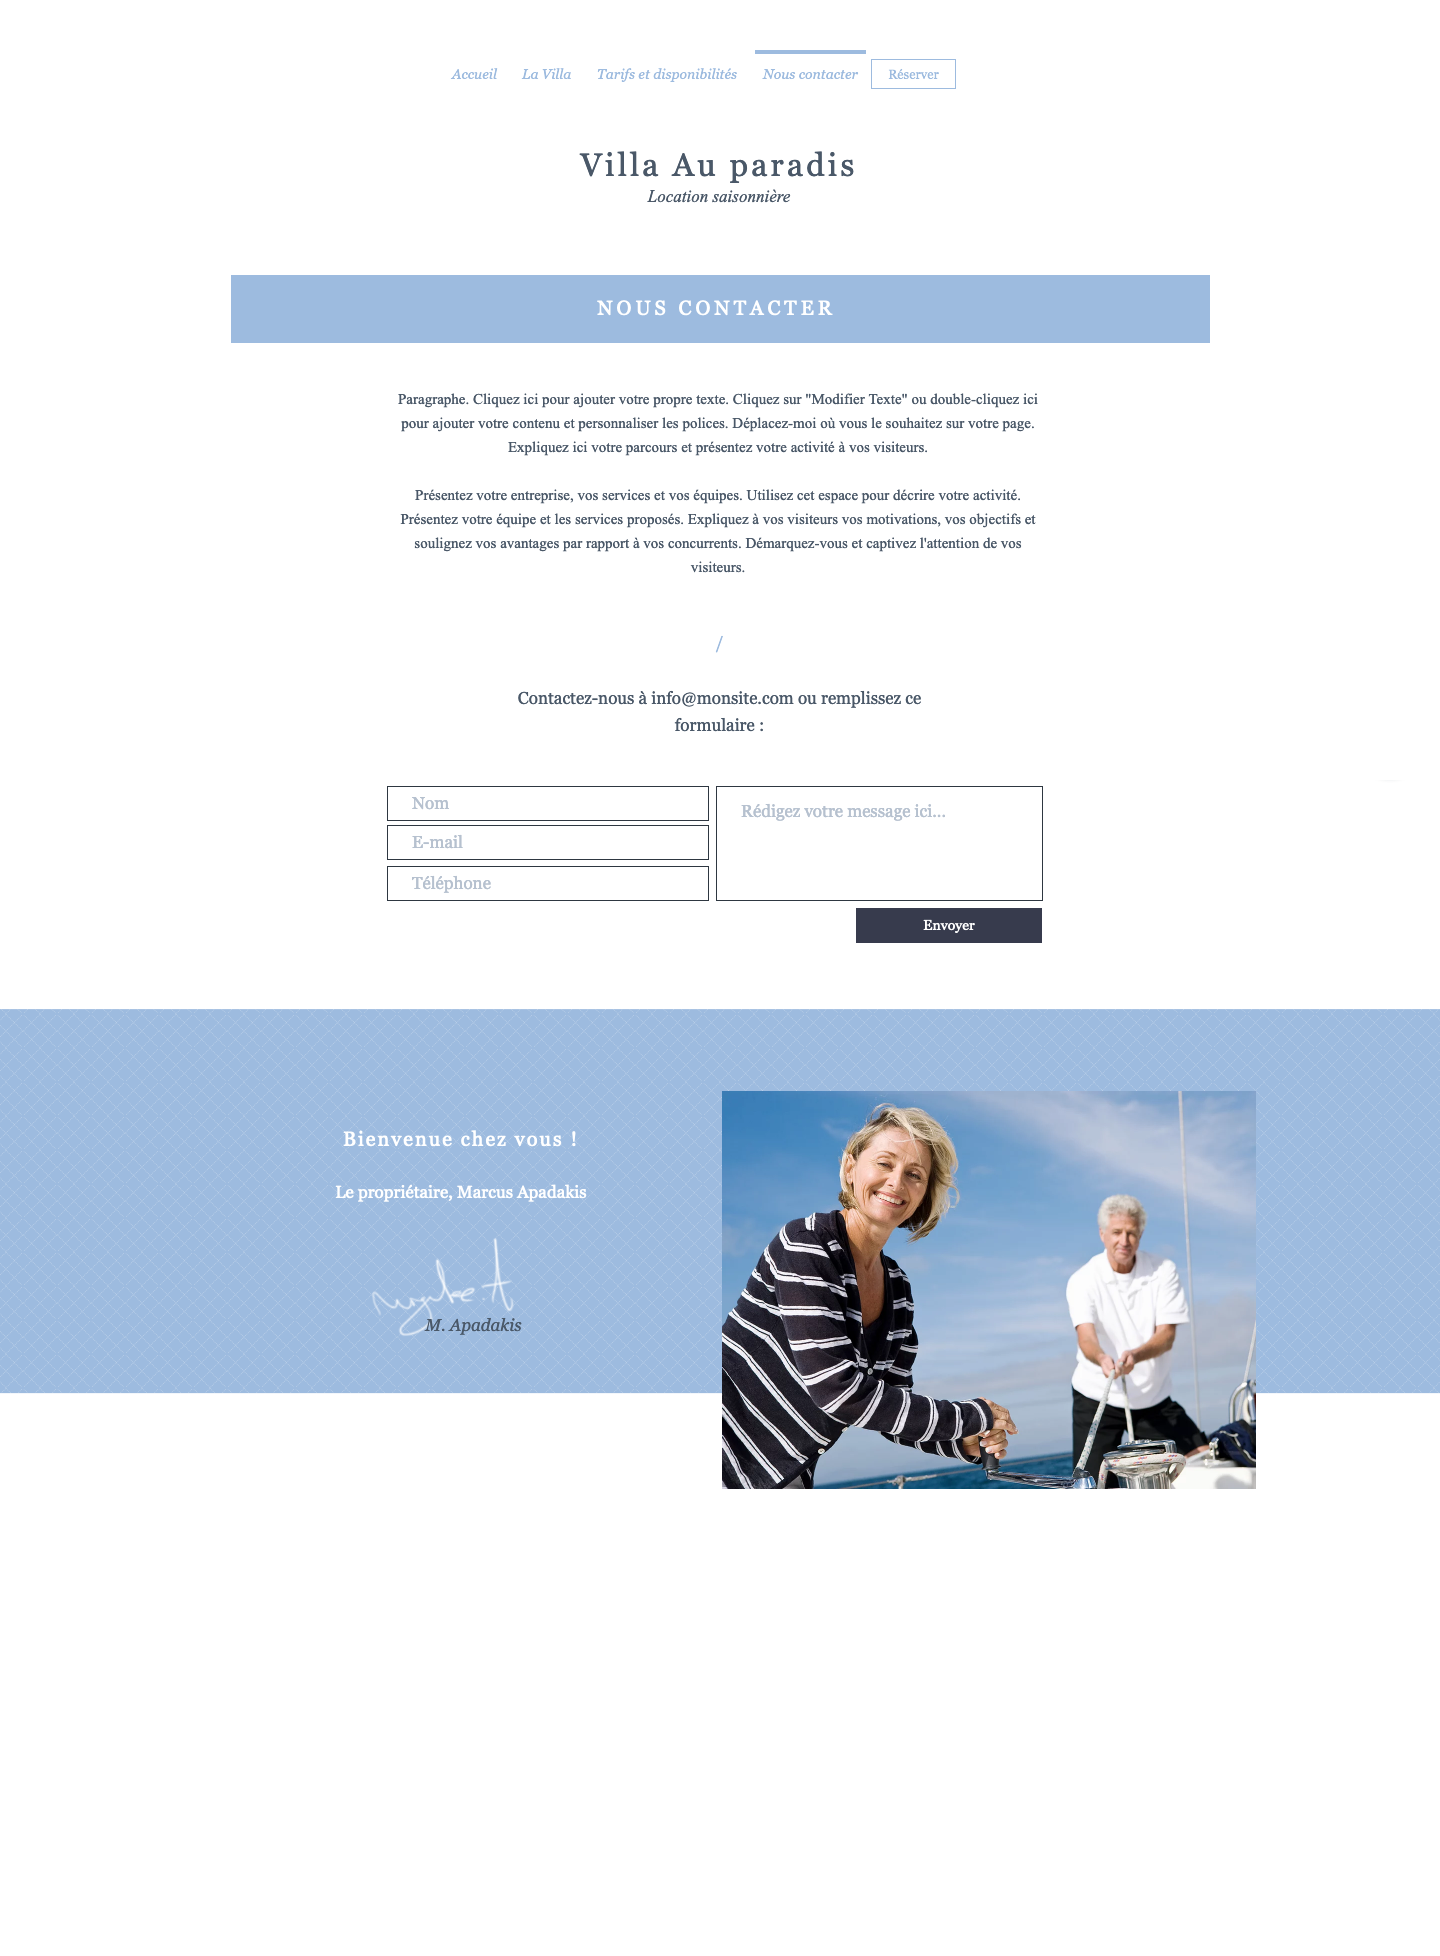 Accueil La Villa Tarifs et disponibilités Nous contacter Réserver
Villa Au paradis
Location saisonnière
NOUS CONTACTER
Paragraphe. Cliquez ici pour ajouter votre propre texte. Cliquez sur "Modifier Texte" ou double-cliquez ici
pour ajouter votre contenu et personnaliser les polices. Déplacez-moi où vous le souhaitez sur votre page.
Expliquez ici votre parcours et présentez votre activité à vos visiteurs.
Présentez votre entreprise, vos services et vos équipes. Utilisez cet espace pour décrire votre activité.
Présentez votre équipe et les services proposés. Expliquez à vos visiteurs vos motivations, vos objectifs et
soulignez vos avantages par rapport à vos concurrents. Démarquez-vous et captivez l'attention de vos
visiteurs.
/
Contactez-nous à info@monsite.com ou remplissez ce
formulaire :
Nom
E-mail
Téléphone
Rédigez votre message ici...
Envoyer
Bienvenue chez vous !
Le propriétaire, Marcus Apadakis
M. Apadakis